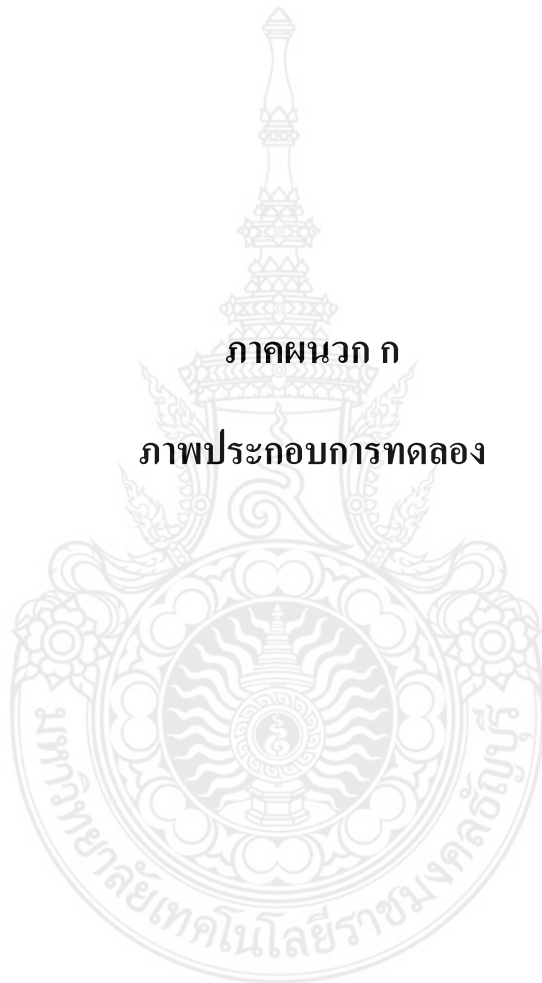 ภาคผนวก ก
ภาพประกอบการทดลอง
มหาวิทยาลัยเทคโนโลยีราชมงคลธัญบุรี